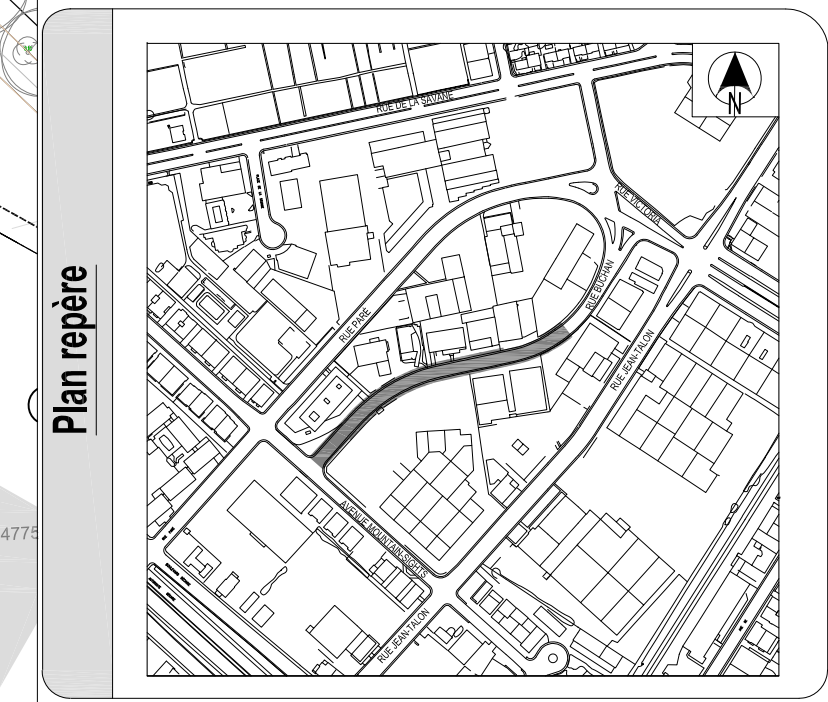 Plan repère
N
RUE DE LA SAVANE
RUE VICTORIA
RUE BUCHAN
RUE PARÉ
RUE JEAN-TALON
AVENUE MOUNTAIN SIGHTS
RUE JEAN-TALON
4775